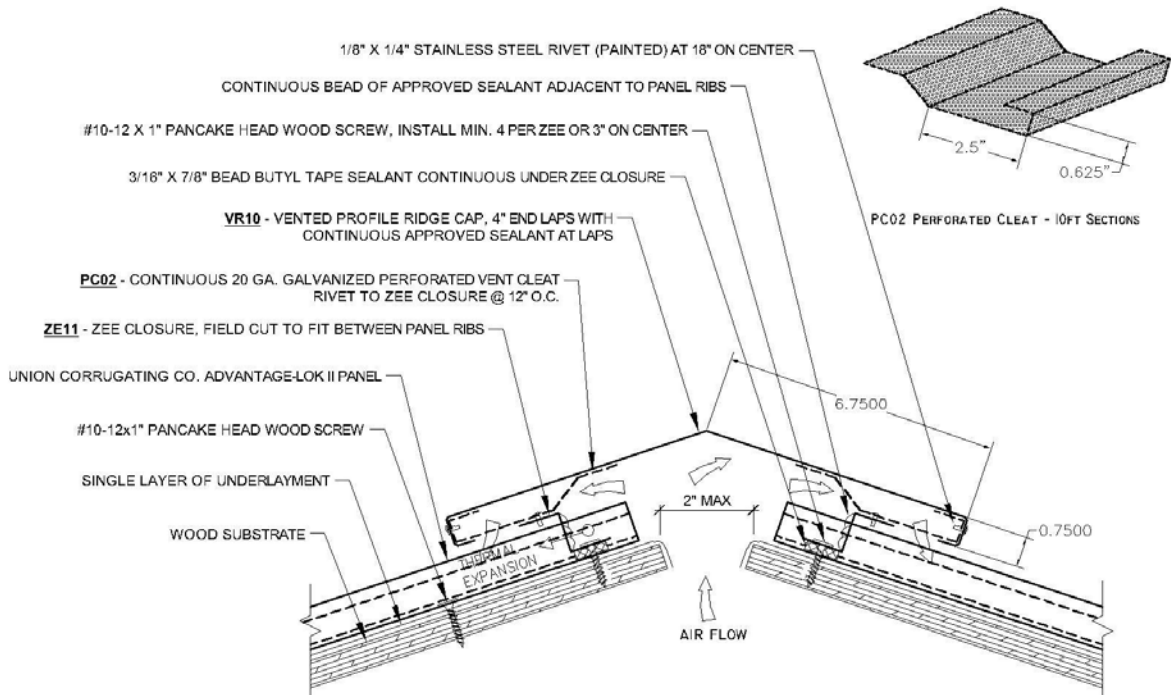 1/8" X 1/4" STAINLESS STEEL RIVET (PAINTED) AT 18" ON CENTER
CONTINUOUS BEAD OF APPROVED SEALANT ADJACENT TO PANEL RIBS
#10-12 X 1" PANCAKE HEAD WOOD SCREW, INSTALL MIN. 4 PER ZEE OR 3" ON CENTER
3/16" X 7/8" BEAD BUTYL TAPE SEALANT CONTINUOUS UNDER ZEE CLOSURE
VR10 - VENTED PROFILE RIDGE CAP, 4" END LAPS WITH
CONTINUOUS APPROVED SEALANT AT LAPS
PC02 - CONTINUOUS 20 GA. GALVANIZED PERFORATED VENT CLEAT
RIVET TO ZEE CLOSURE @ 12" O.C.
ZE11 - ZEE CLOSURE, FIELD CUT TO FIT BETWEEN PANEL RIBS
UNION CORRUGATING CO. ADVANTAGE-LOK II PANEL
#10-12x1" PANCAKE HEAD WOOD SCREW
SINGLE LAYER OF UNDERLAYMENT
WOOD SUBSTRATE
2.5"
0.625"
PC02 PERFORATED CLEAT - 10FT SECTIONS
6.7500
2" MAX
0.7500
THERMAL
EXPANSION
AIR FLOW